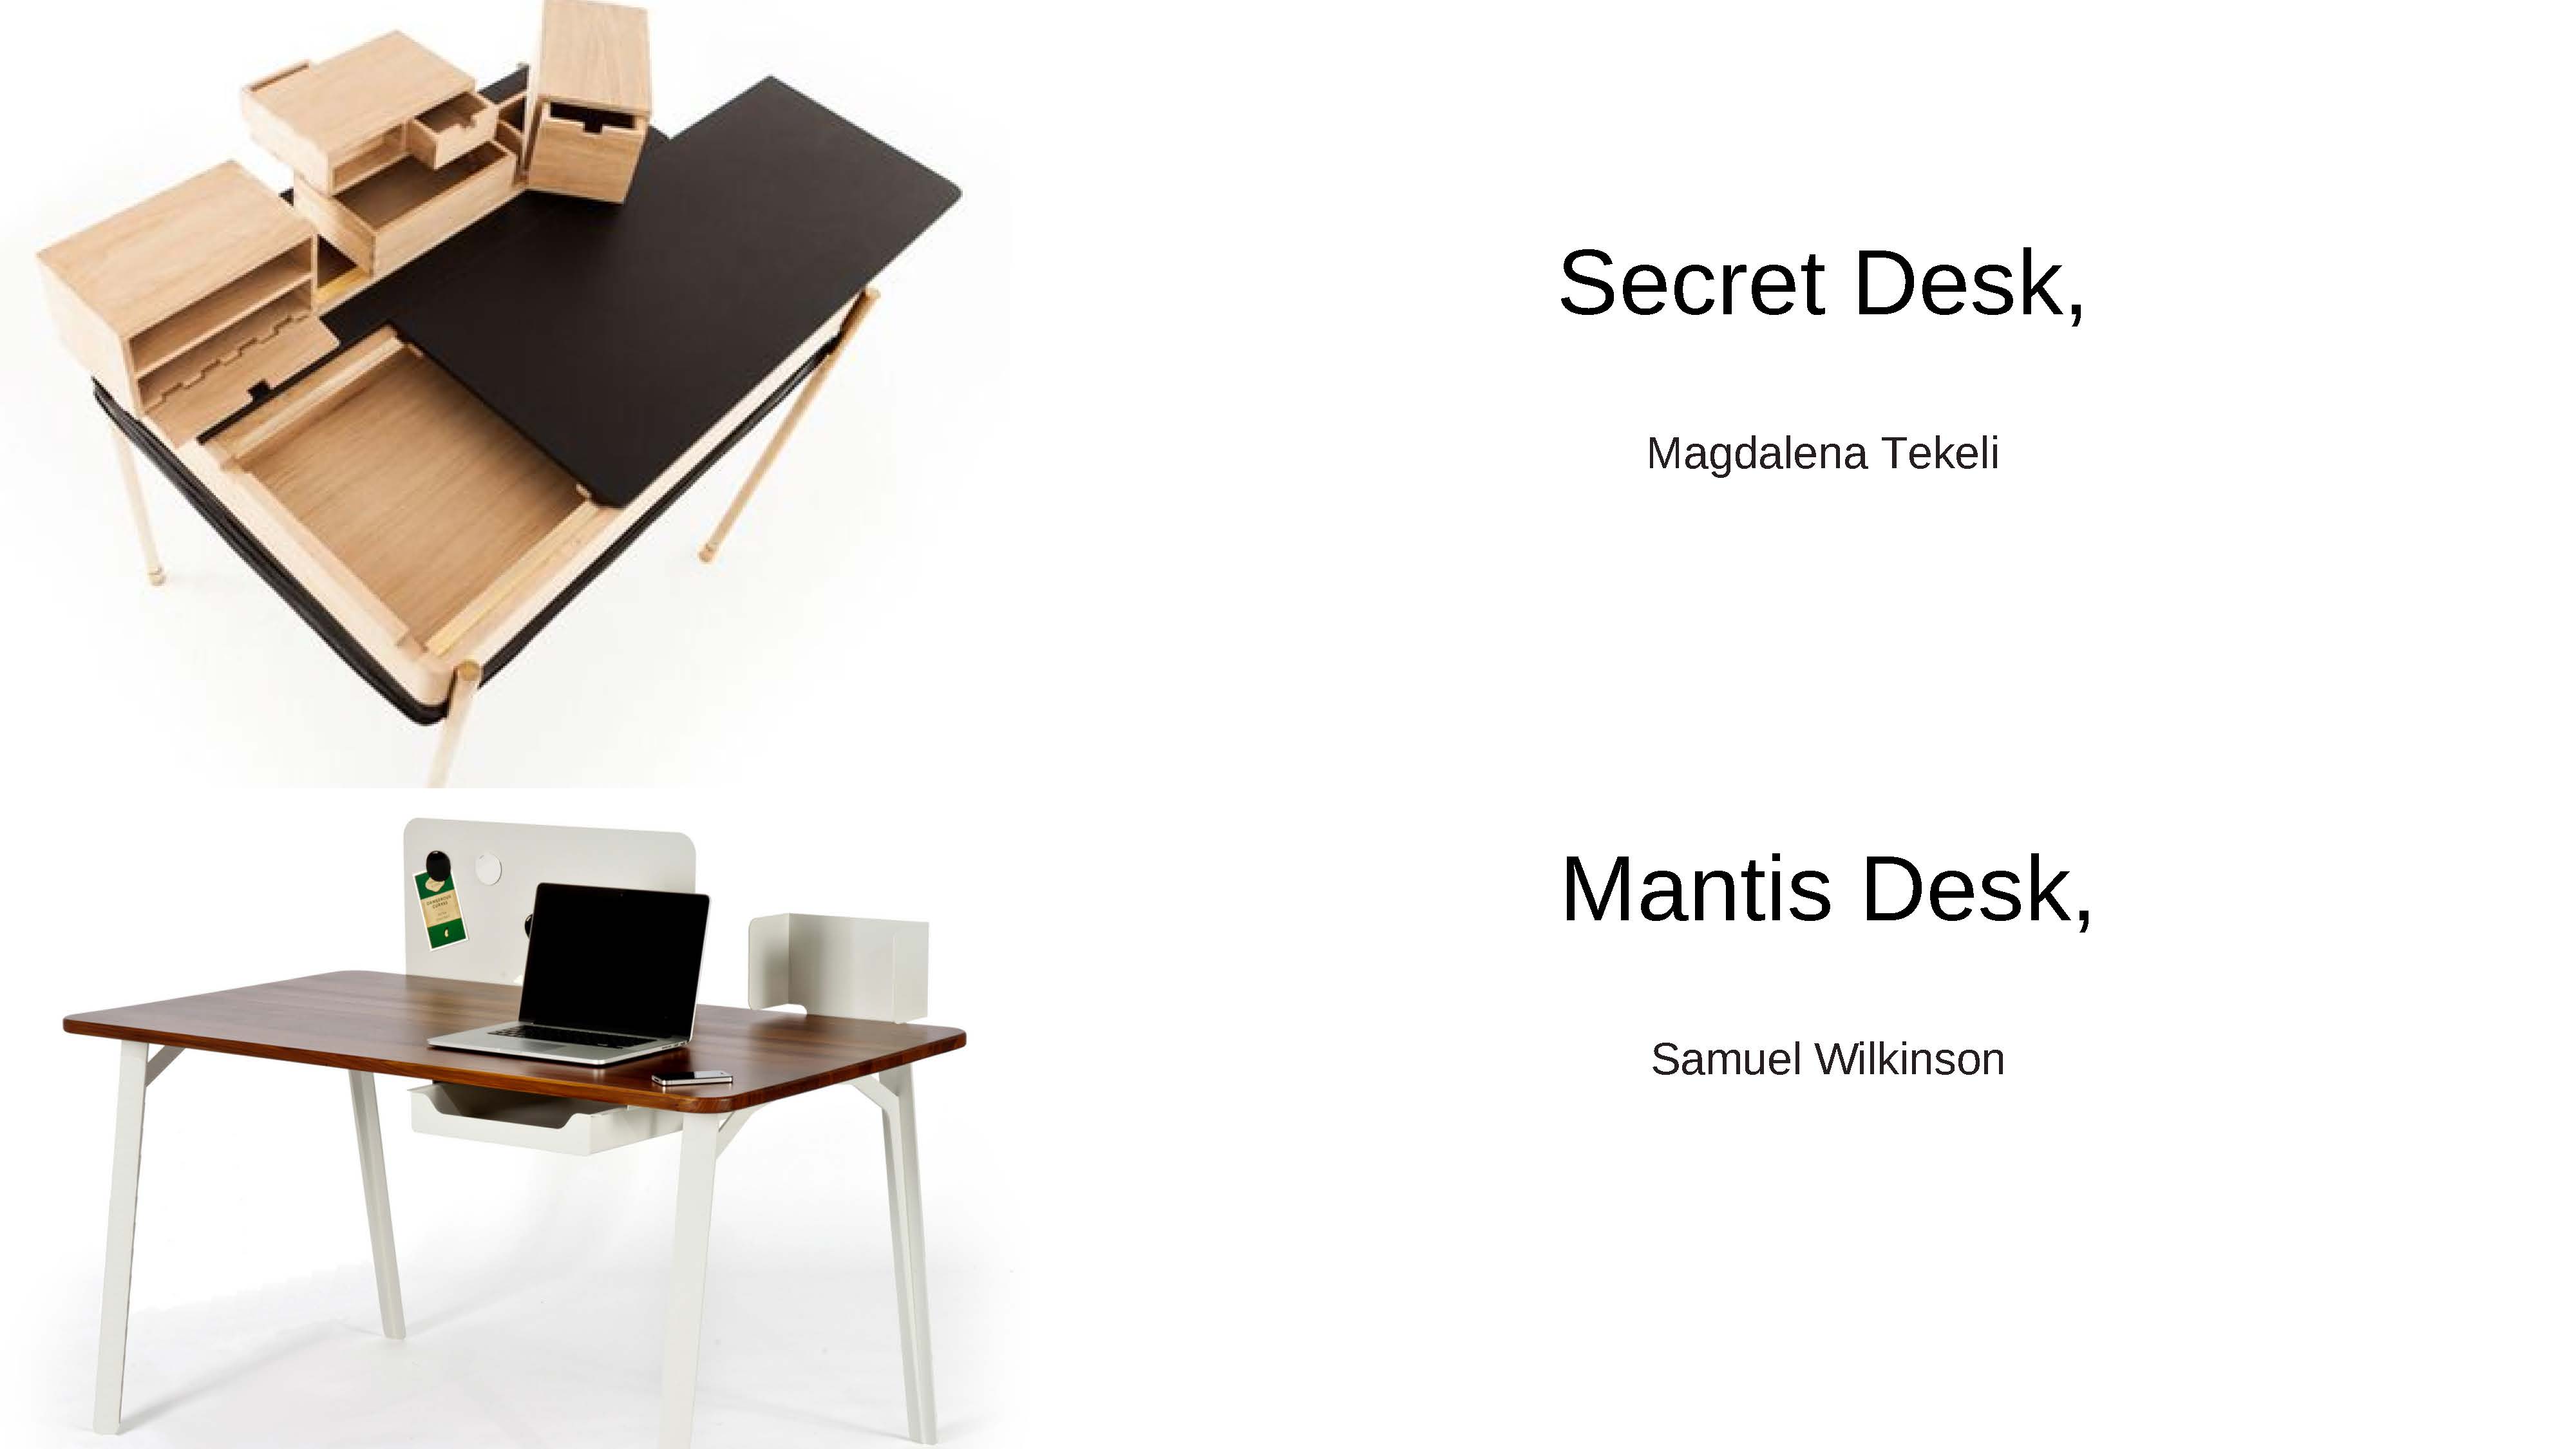 Secret Desk,
Magdalena Tekeli
Mantis Desk,
Samuel Wilkinson